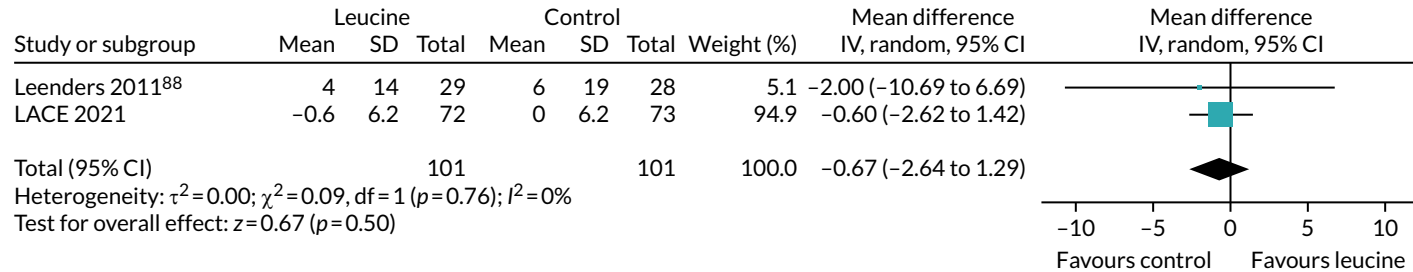 Leucine Control Mean difference Mean difference
Study or subgroup Mean SD Total Mean SD Total Weight (%) IV, random, 95% CI IV, random, 95% CI
Leenders 2011⁸⁸ 4 14 29 6 19 28 5.1 –2.00 (–10.69 to 6.69)
LACE 2021 –0.6 6.2 72 0 6.2 73 94.9 –0.60 (–2.62 to 1.42)
Total (95% CI) 101 101 100.0 –0.67 (–2.64 to 1.29)
Heterogeneity: τ² = 0.00; χ² = 0.09, df = 1 (p = 0.76); I² = 0%
Test for overall effect: z = 0.67 (p = 0.50)
–10 –5 0 5 10
Favours control Favours leucine